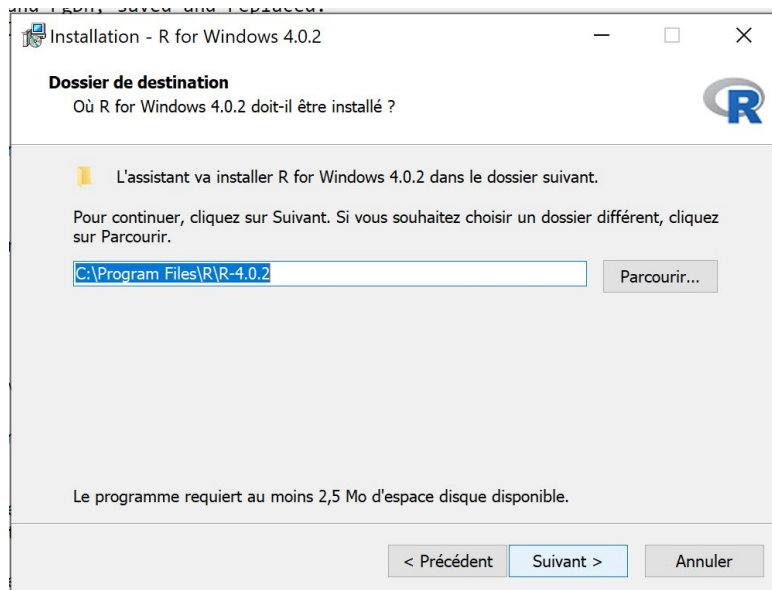 Installation - R for Windows 4.0.2
Dossier de destination
Où R for Windows 4.0.2 doit-il être installé ?
R
L'assistant va installer R for Windows 4.0.2 dans le dossier suivant.
Pour continuer, cliquez sur Suivant. Si vous souhaitez choisir un dossier différent, cliquez
sur Parcourir.
C:\Program Files\R\R-4.0.2
Parcourir...
Le programme requiert au moins 2,5 Mo d'espace disque disponible.
< Précédent
Suivant >
Annuler